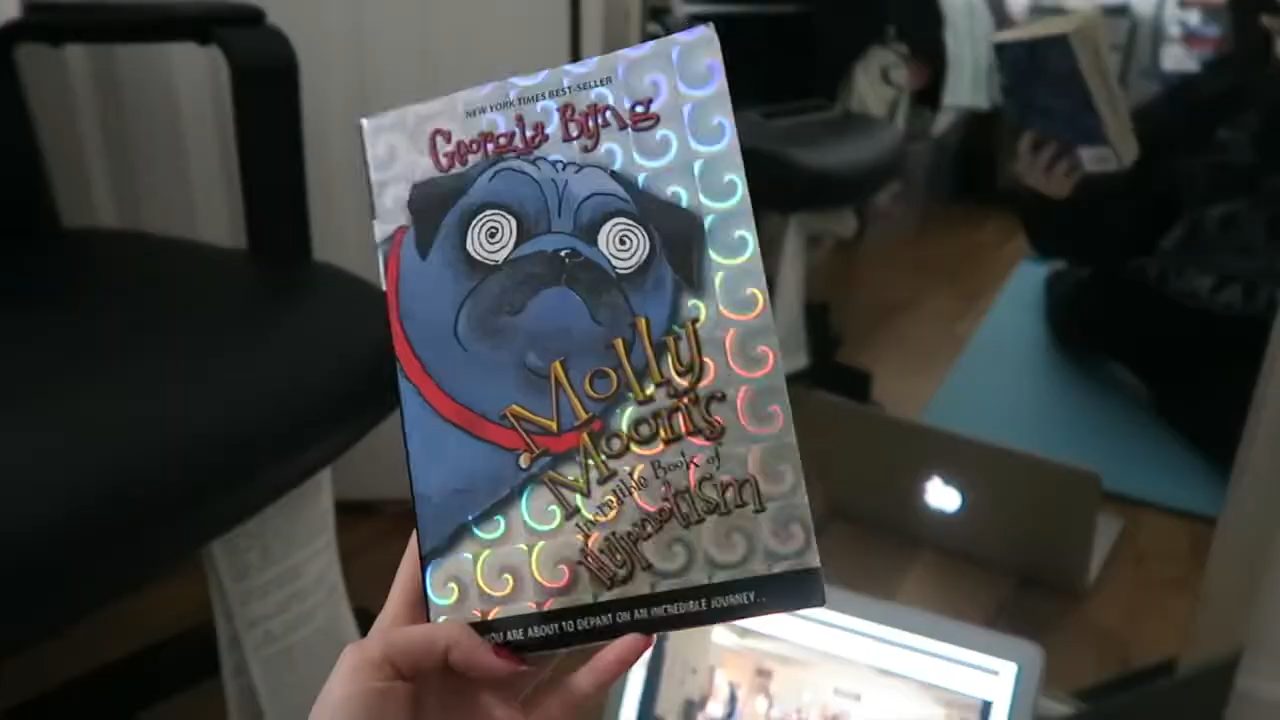 NEW YORK TIMES BEST-SELLER
Georgia Byng
Molly
Moon's
Incredible Book of
Hypnotism
YOU ARE ABOUT TO DEPART ON AN INCREDIBLE JOURNEY . .